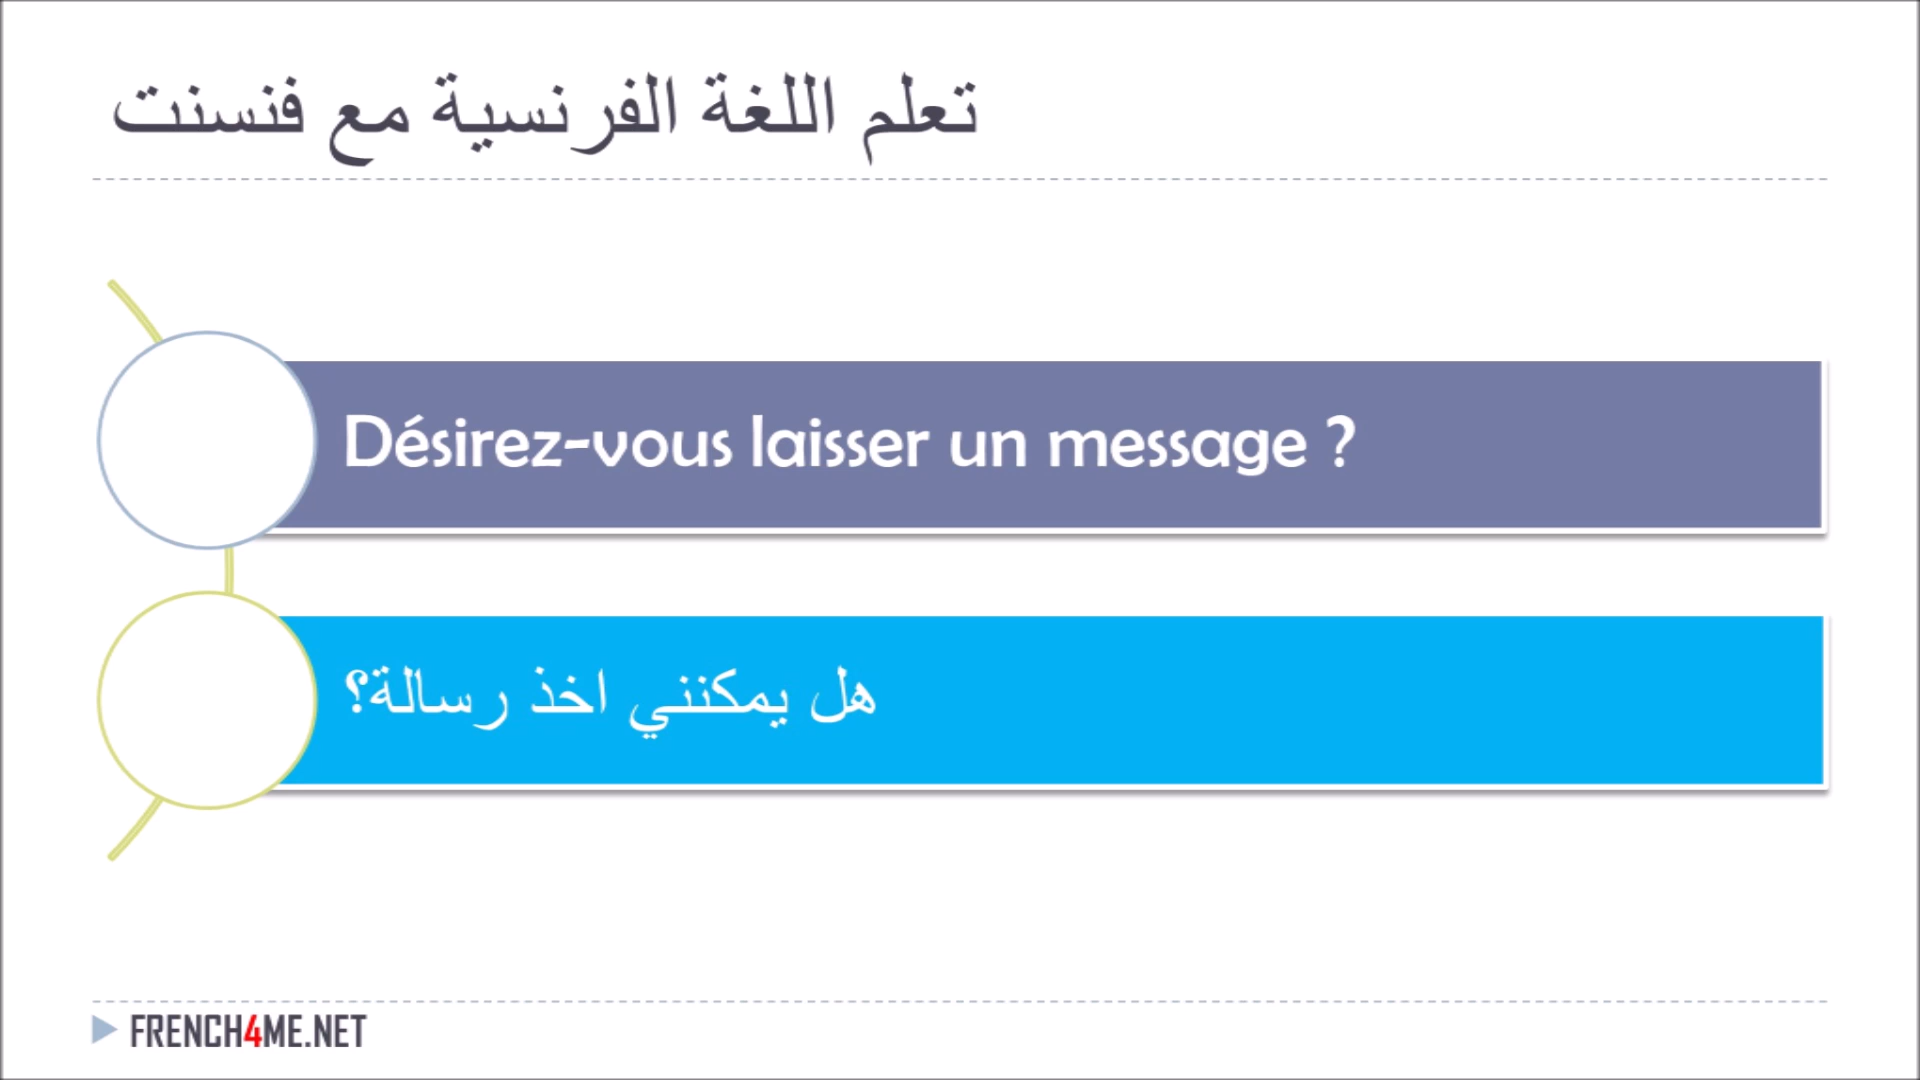 تعلم اللغة الفرنسية مع فنسنت
Désirez-vous laisser un message ?
هل يمكنني اخذ رسالة؟
FRENCH4ME.NET